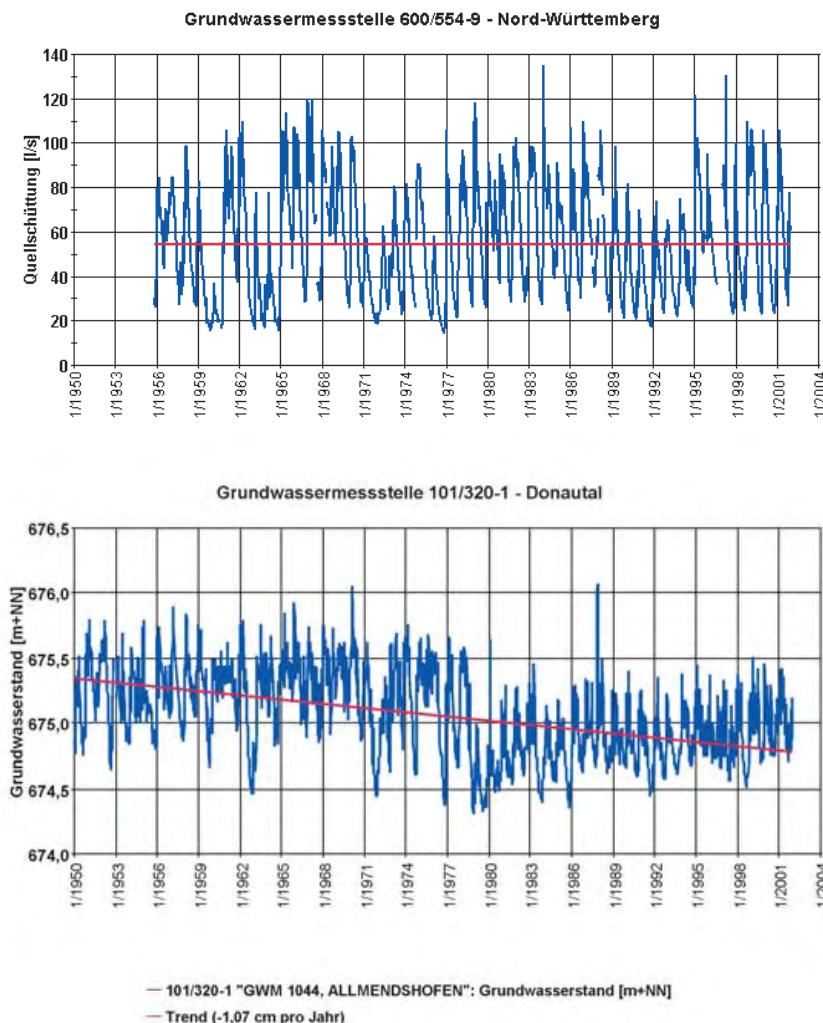 Grundwassermessstelle 600/554-9 - Nord-Württemberg
Quellschüttung [l/s]
140
120
100
80
60
40
20
0
1/1950 1/1953 1/1956 1/1959 1/1962 1/1965 1/1968 1/1971 1/1974 1/1977 1/1980 1/1983 1/1986 1/1989 1/1992 1/1995 1/1998 1/2001 1/2004
Grundwassermessstelle 101/320-1 - Donautal
Grundwasserstand [m+NN]
676,5
676,0
675,5
675,0
674,5
674,0
1/1950 1/1953 1/1956 1/1959 1/1962 1/1965 1/1968 1/1971 1/1974 1/1977 1/1980 1/1983 1/1986 1/1989 1/1992 1/1995 1/1998 1/2001 1/2004
101/320-1 "GWM 1044, ALLMENDSHOFEN": Grundwasserstand [m+NN]
Trend (-1,07 cm pro Jahr)